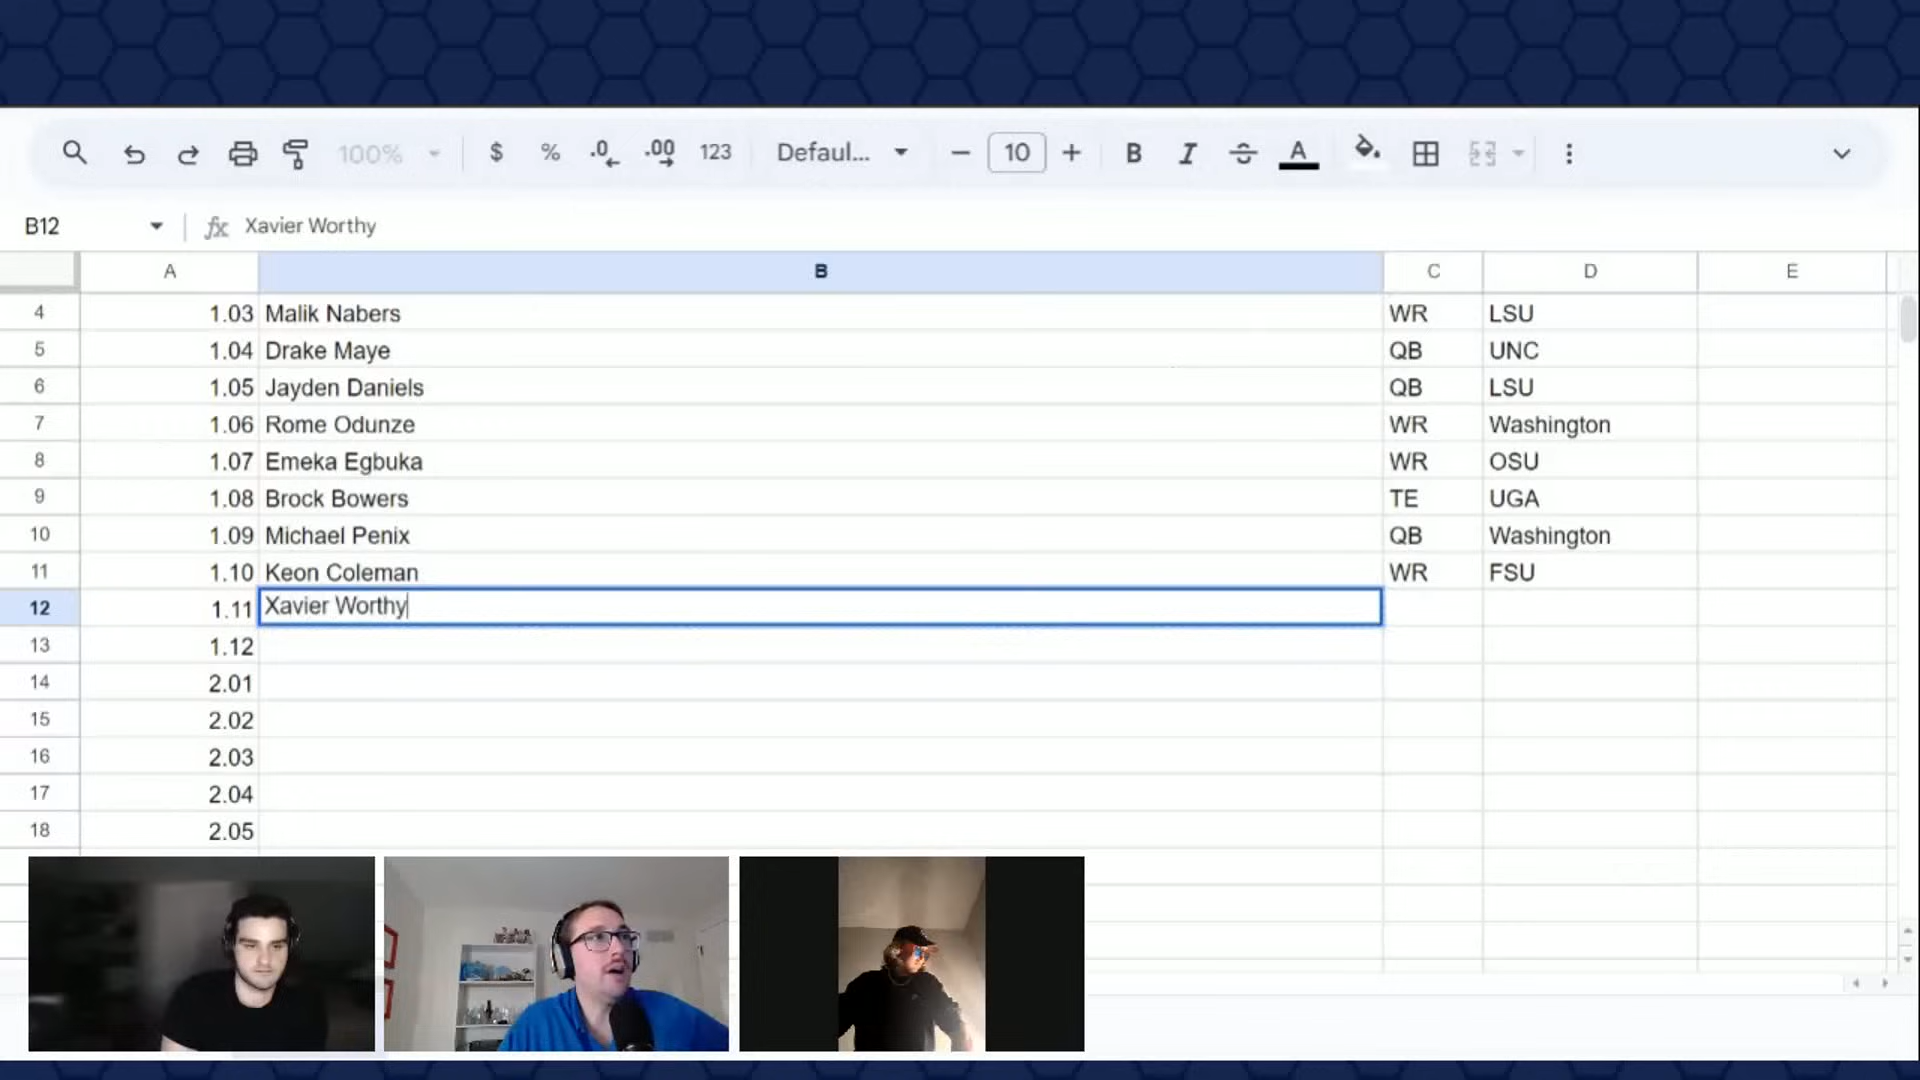 100% $ % .0 .00 123 Defaul... 10 B I S A
B12 fx Xavier Worthy
A B C D E
4 1.03 Malik Nabers WR LSU
5 1.04 Drake Maye QB UNC
6 1.05 Jayden Daniels QB LSU
7 1.06 Rome Odunze WR Washington
8 1.07 Emeka Egbuka WR OSU
9 1.08 Brock Bowers TE UGA
10 1.09 Michael Penix QB Washington
11 1.10 Keon Coleman WR FSU
12 1.11 Xavier Worthy
13 1.12
14 2.01
15 2.02
16 2.03
17 2.04
18 2.05